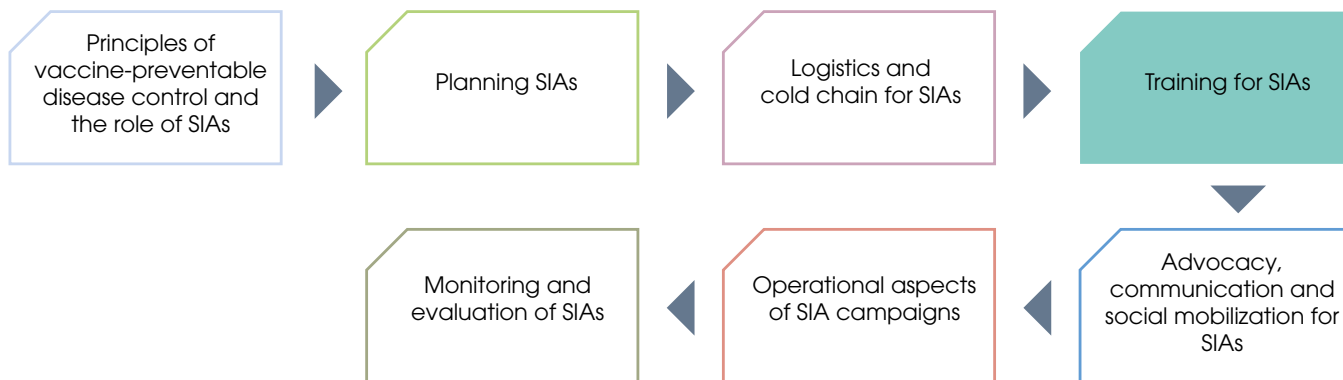 Principles of
vaccine-preventable
disease control and
the role of SIAs
Planning SIAs
Logistics and
cold chain for SIAs
Training for SIAs
Advocacy,
communication and
social mobilization for
SIAs
Operational aspects
of SIA campaigns
Monitoring and
evaluation of SIAs